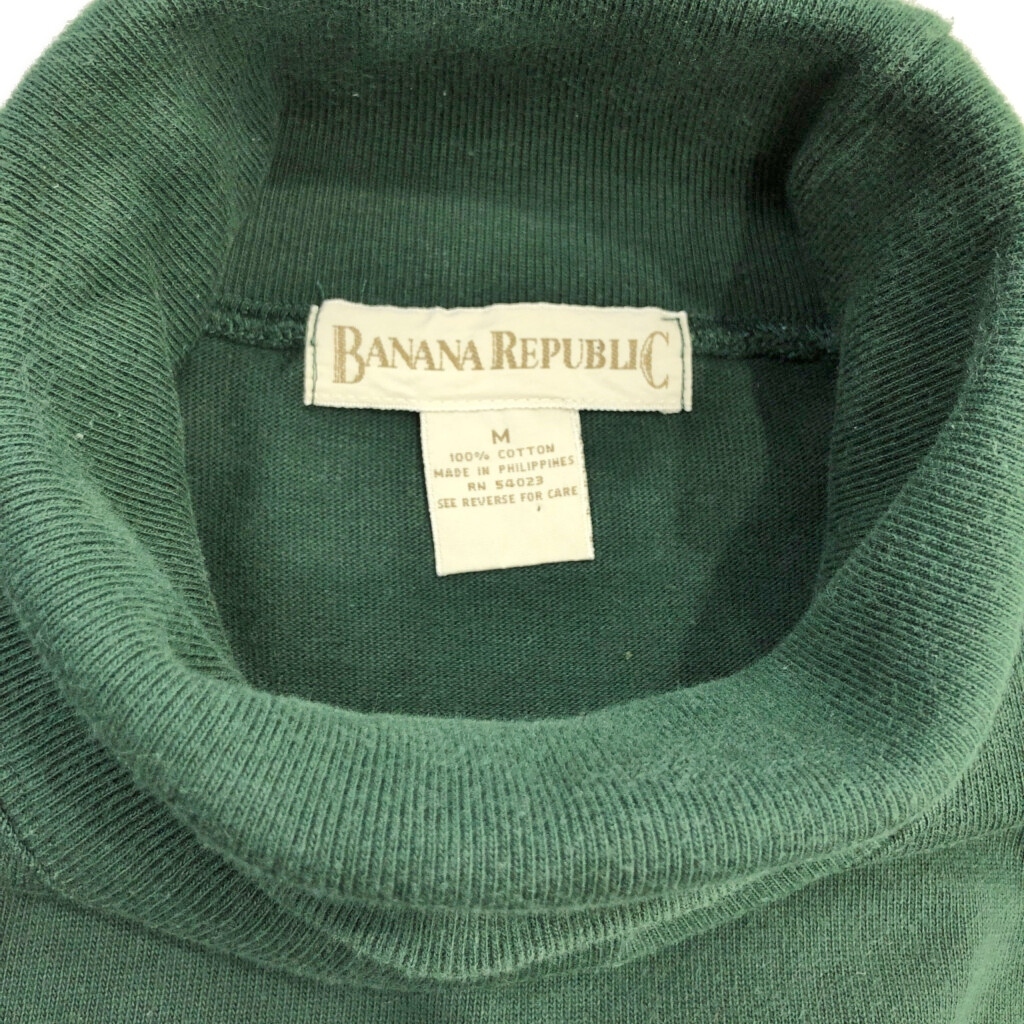 BANANA REPUBLIC
M
100% COTTON
MADE IN PHILIPPINES
RN 54023
SEE REVERSE FOR CARE